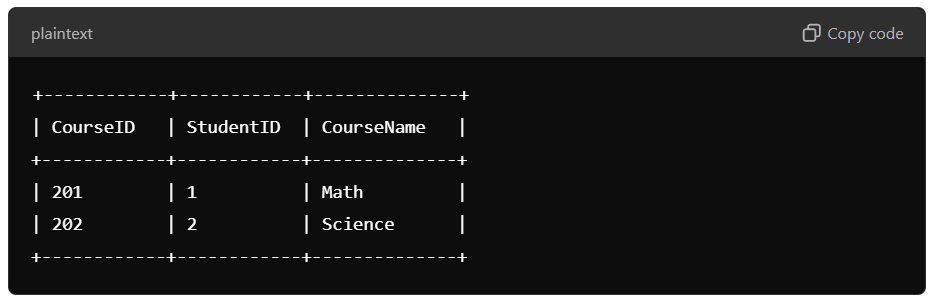 plaintext Copy code
+------------+------------+--------------+
| CourseID   | StudentID  | CourseName   |
+------------+------------+--------------+
| 201        | 1          | Math         |
| 202        | 2          | Science      |
+------------+------------+--------------+